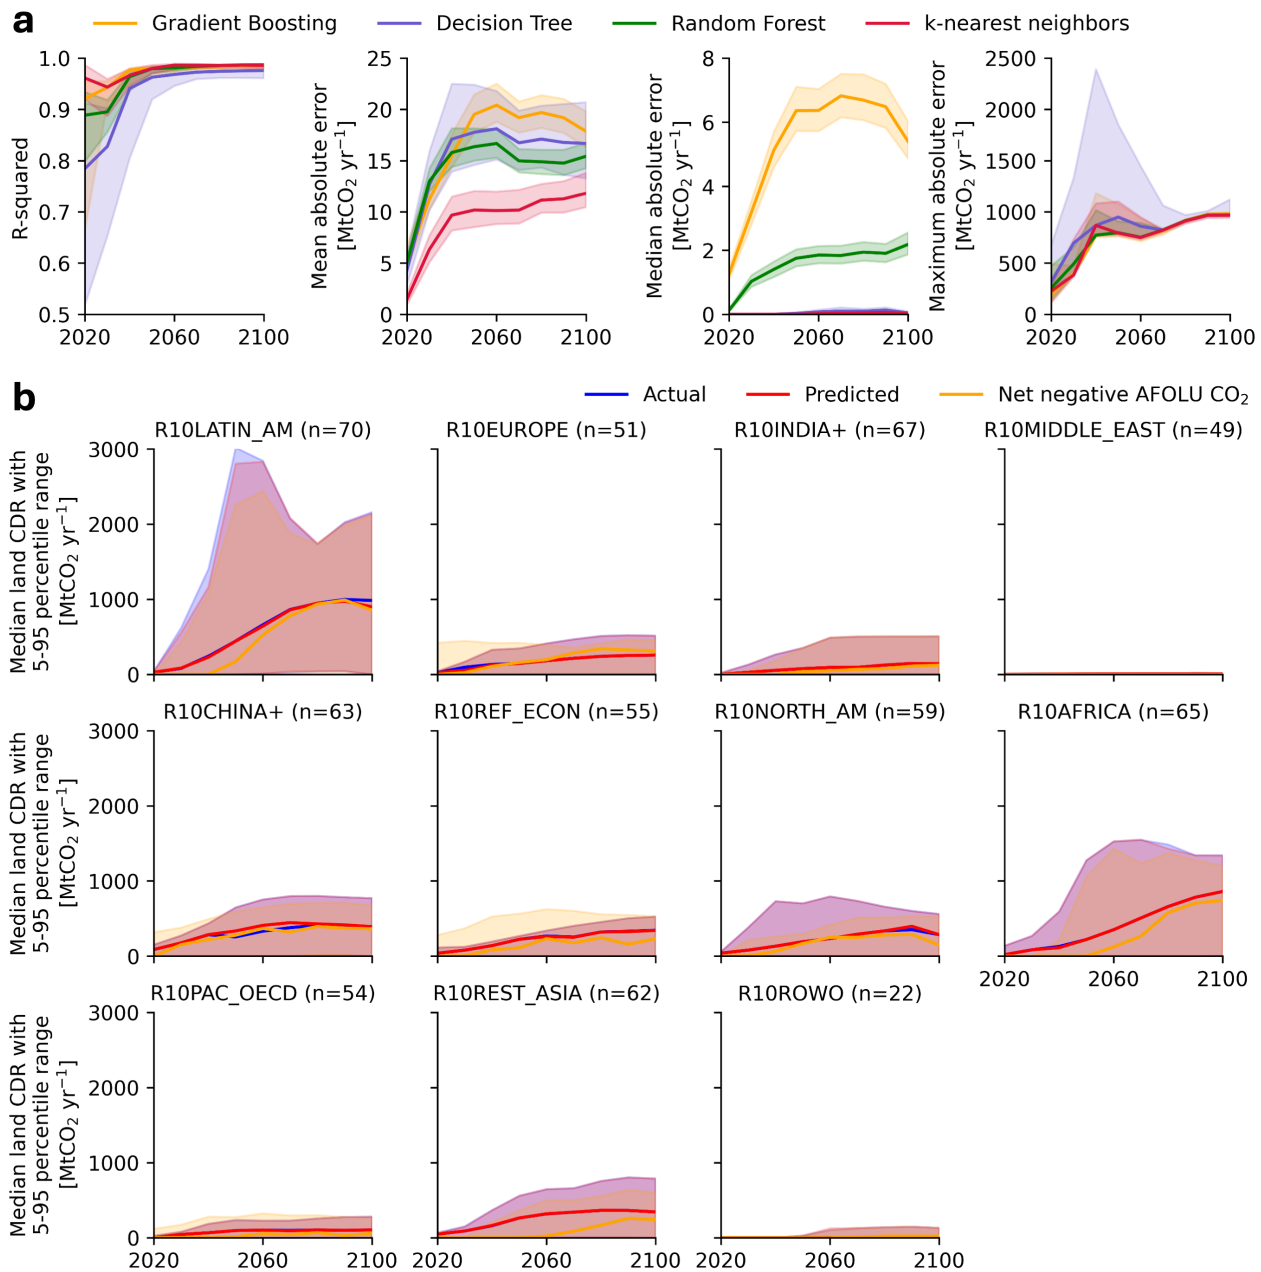 a
Gradient Boosting Decision Tree Random Forest k-nearest neighbors
R-squared
1.0
0.9
0.8
0.7
0.6
0.5
2020 2060 2100
Mean absolute error
[MtCO₂ yr⁻¹]
25
20
15
10
5
0
2020 2060 2100
Median absolute error
[MtCO₂ yr⁻¹]
8
6
4
2
0
2020 2060 2100
Maximum absolute error
[MtCO₂ yr⁻¹]
2500
2000
1500
1000
500
0
2020 2060 2100
b
Actual Predicted Net negative AFOLU CO₂
R10LATIN_AM (n=70) R10EUROPE (n=51) R10INDIA+ (n=67) R10MIDDLE_EAST (n=49)
Median land CDR with
5-95 percentile range
[MtCO₂ yr⁻¹]
3000
2000
1000
0
R10CHINA+ (n=63) R10REF_ECON (n=55) R10NORTH_AM (n=59) R10AFRICA (n=65)
Median land CDR with
5-95 percentile range
[MtCO₂ yr⁻¹]
3000
2000
1000
0
2020 2060 2100
R10PAC_OECD (n=54) R10REST_ASIA (n=62) R10ROWO (n=22)
Median land CDR with
5-95 percentile range
[MtCO₂ yr⁻¹]
3000
2000
1000
0
2020 2060 2100 2020 2060 2100 2020 2060 2100